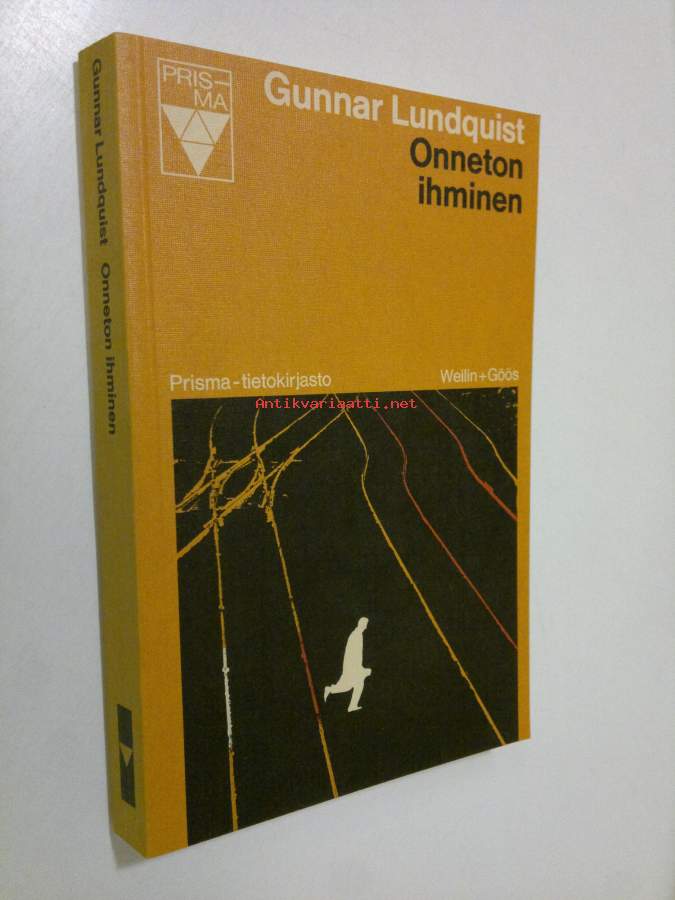 Gunnar Lundquist Onneton ihminen
PRIS-
MA
Gunnar Lundquist
Onneton
ihminen
Prisma-tietokirjasto
Weilin+Göös
Antikvariaatti.net